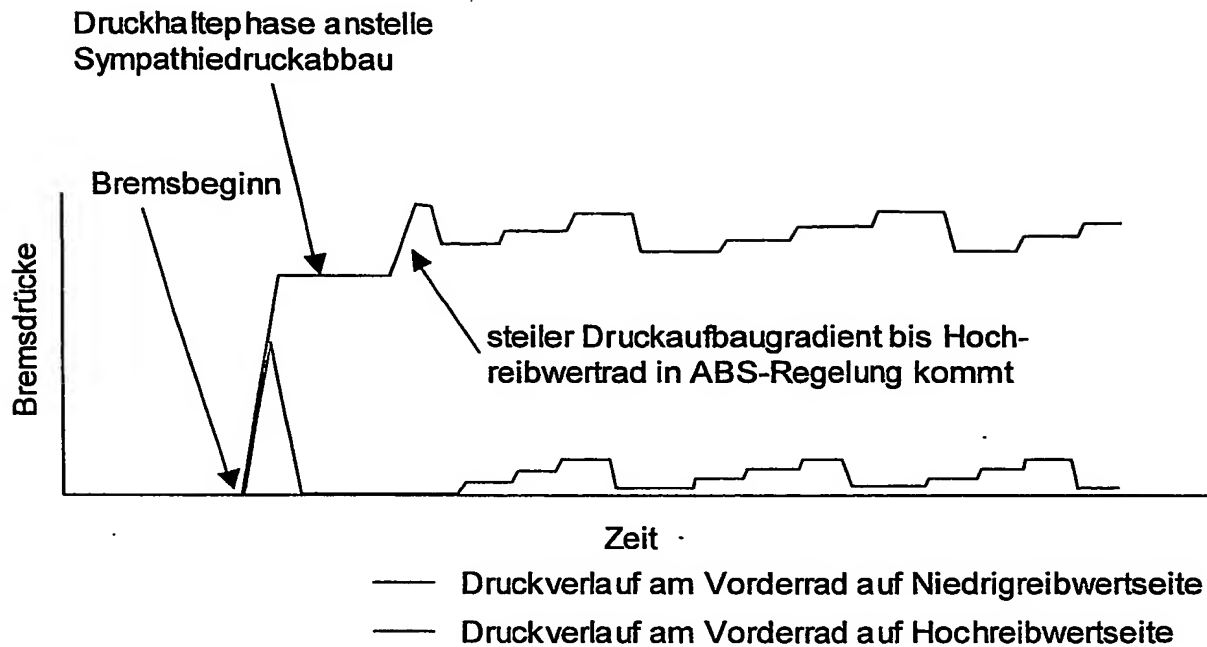 Druckhaltephase anstelle
Sympathiedruckabbau
Bremsbeginn
Bremsdrücke
steiler Druckaufbaugradient bis Hoch-
reibwertrad in ABS-Regelung kommt
Zeit
Druckverlauf am Vorderrad auf Niedrigreibwertseite
Druckverlauf am Vorderrad auf Hochreibwertseite